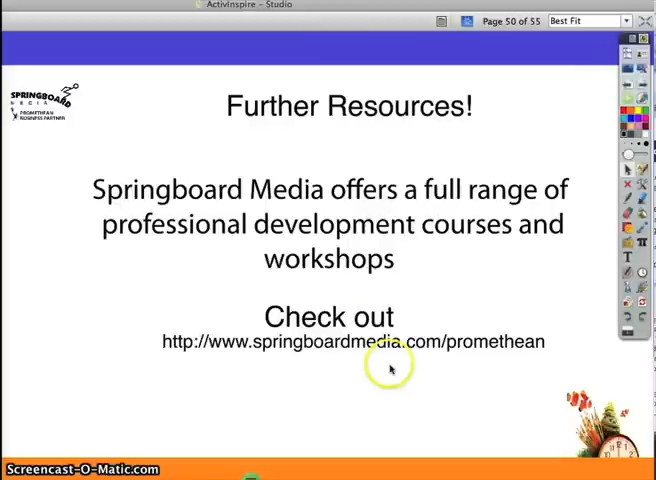 ActivInspire - Studio
Page 50 of 55
Best Fit
SPRINGBOARD
MEDIA
PROMETHEAN
BUSINESS PARTNER
Further Resources!
Springboard Media offers a full range of
professional development courses and
workshops
Check out
http://www.springboardmedia.com/promethean
Screencast-O-Matic.com